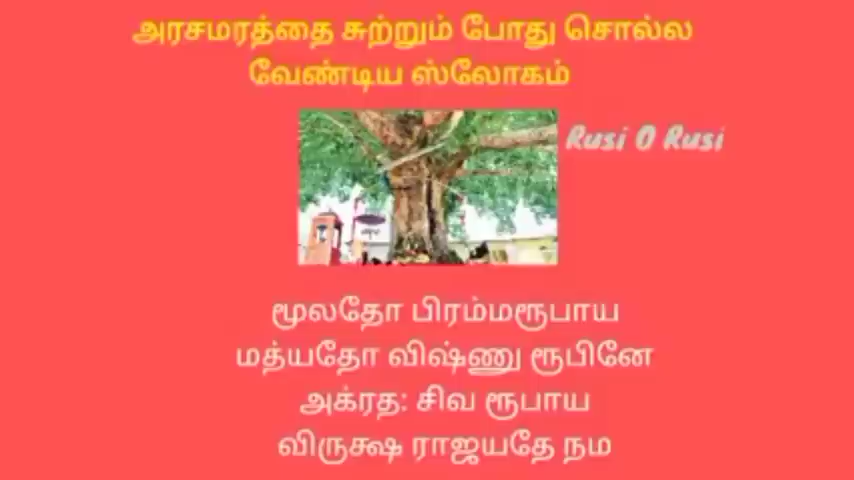 அரசமரத்தை சுற்றும் போது சொல்ல
வேண்டிய ஸ்லோகம்
Rusi O Rusi
மூலதோ பிரம்மரூபாய
மத்யதோ விஷ்ணு ரூபினே
அக்ரத: சிவ ரூபாய
விருக்ஷ ராஜயதே நம